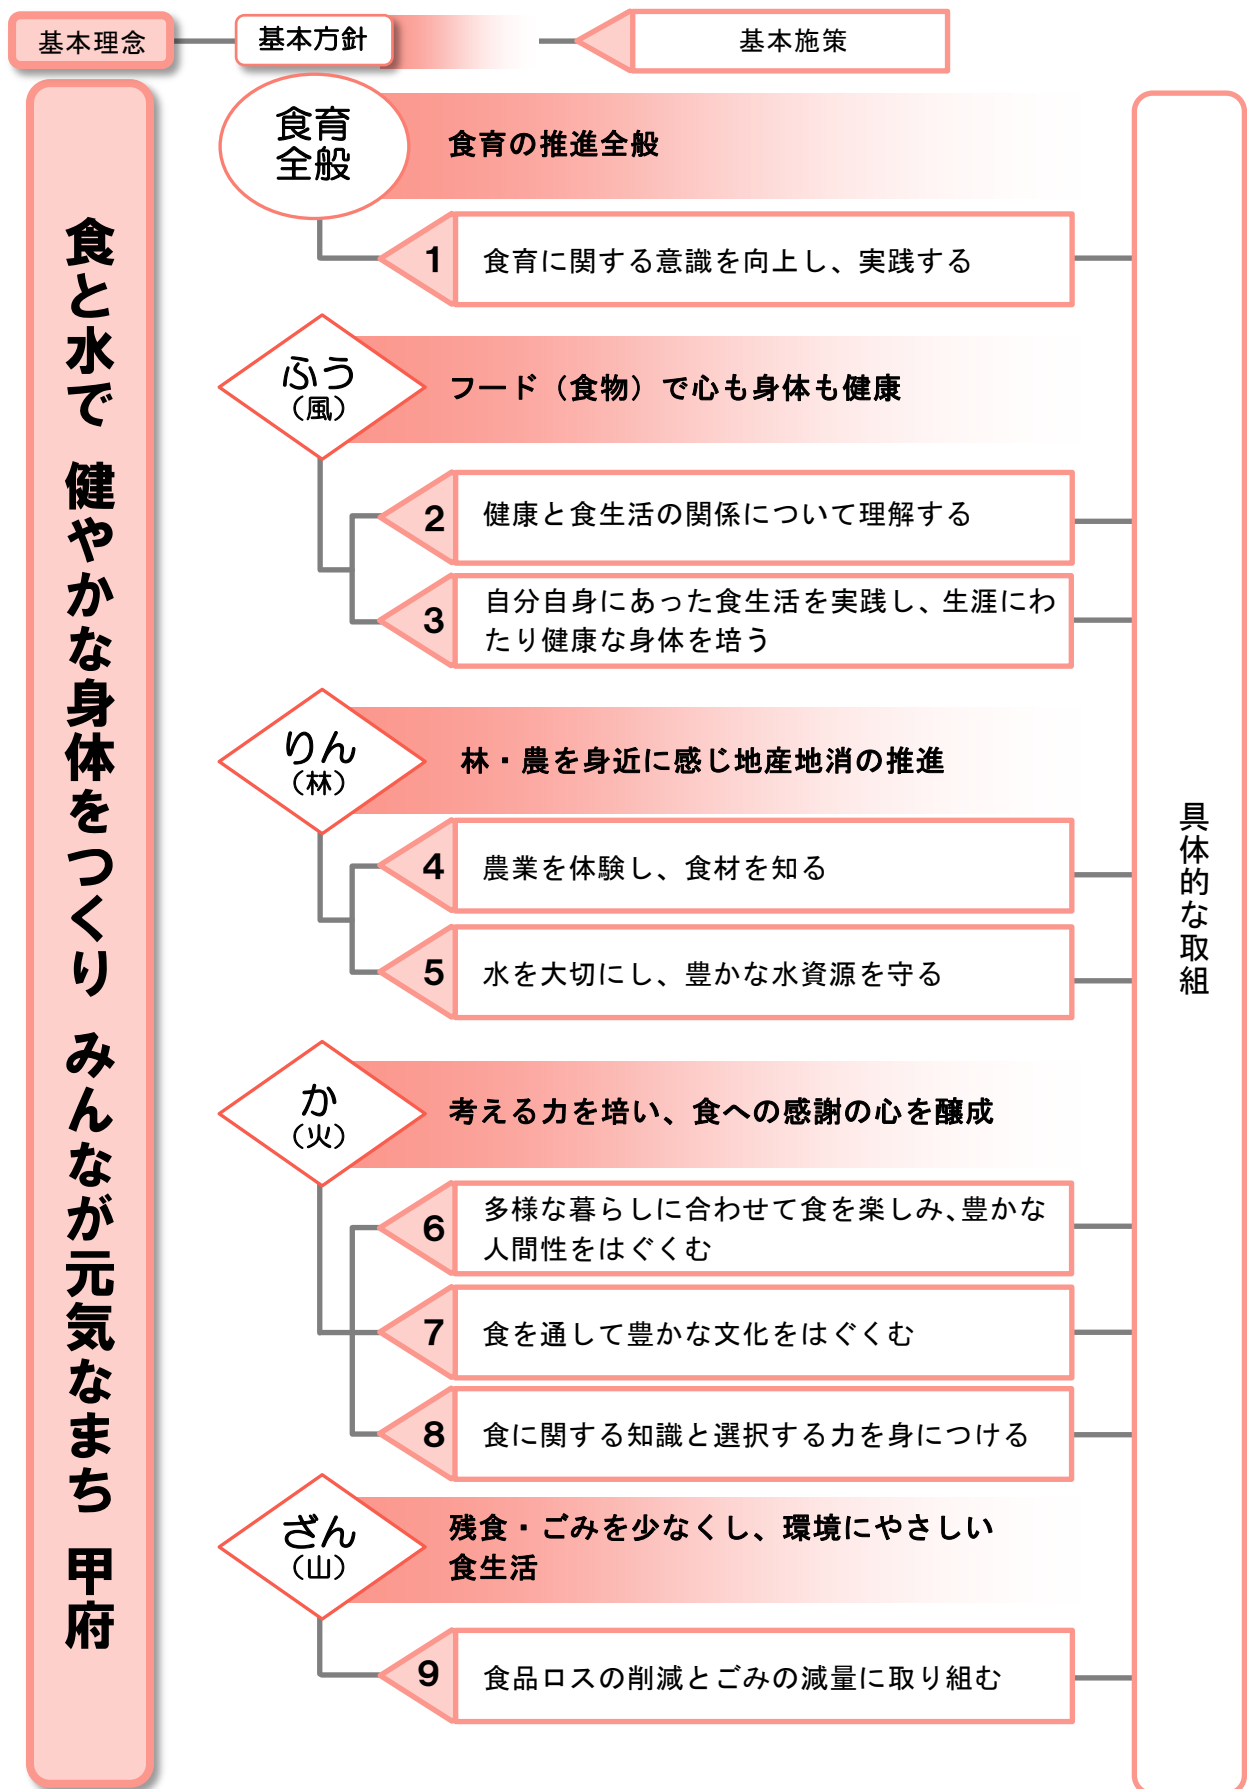 基本理念
基本方針
基本施策
食と水で 健やかな身体をつくり みんなが元気なまち 甲府
食育
全般
食育の推進全般
1
食育に関する意識を向上し、実践する
ふう
（風）
フード（食物）で心も身体も健康
2
健康と食生活の関係について理解する
3
自分自身にあった食生活を実践し、生涯にわ
たり健康な身体を培う
りん
（林）
林・農を身近に感じ地産地消の推進
4
農業を体験し、食材を知る
5
水を大切にし、豊かな水資源を守る
か
（火）
考える力を培い、食への感謝の心を醸成
6
多様な暮らしに合わせて食を楽しみ、豊かな
人間性をはぐくむ
7
食を通して豊かな文化をはぐくむ
8
食に関する知識と選択する力を身につける
ざん
（山）
残食・ごみを少なくし、環境にやさしい
食生活
9
食品ロスの削減とごみの減量に取り組む
具体的な取組